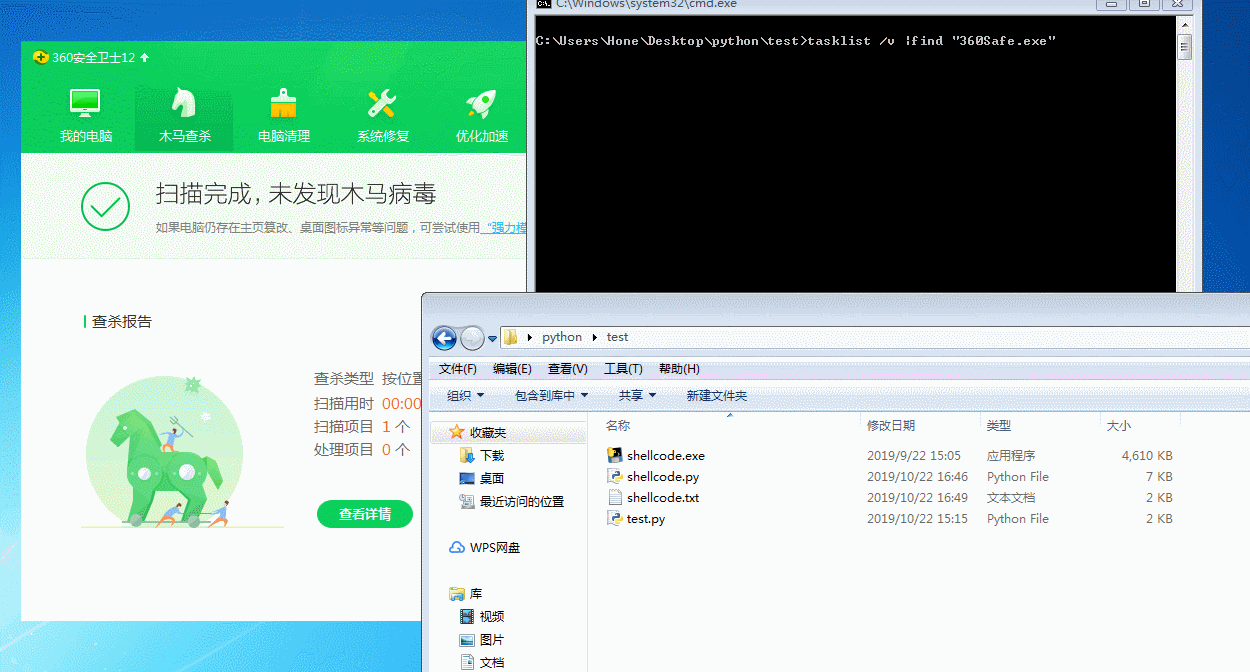 C:\Windows\system32\cmd.exe
C:\Users\Hone\Desktop\python\test>tasklist /v |find "360Safe.exe"
360安全卫士12
我的电脑 木马查杀 电脑清理 系统修复 优化加速
扫描完成，未发现木马病毒
如果电脑仍存在主页篡改、桌面图标异常等问题，可尝试使用 “强力模
查杀报告
查杀类型 按位置
扫描用时 00:00
扫描项目 1 个
处理项目 0 个
查看详情
python test
文件(F) 编辑(E) 查看(V) 工具(T) 帮助(H)
组织 包含到库中 共享 新建文件夹
名称 修改日期 类型 大小
shellcode.exe 2019/9/22 15:05 应用程序 4,610 KB
shellcode.py 2019/10/22 16:46 Python File 7 KB
shellcode.txt 2019/10/22 16:49 文本文档 2 KB
test.py 2019/10/22 15:15 Python File 2 KB
收藏夹
下载
桌面
最近访问的位置
WPS网盘
库
视频
图片
文档